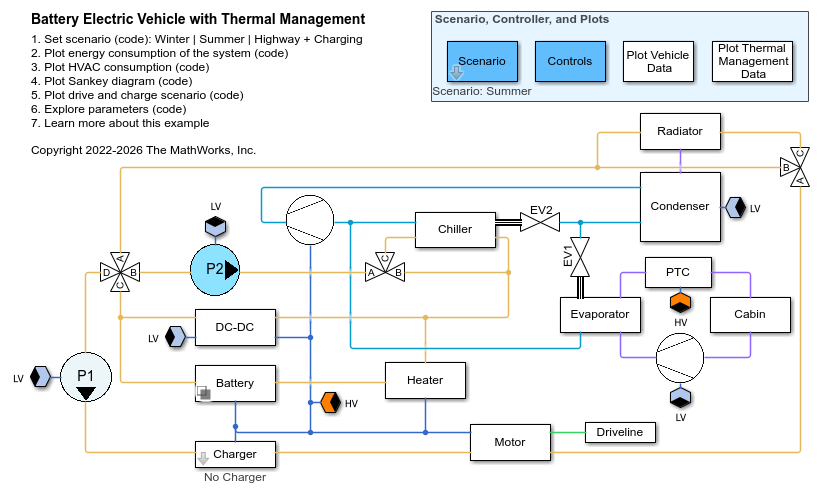 Battery Electric Vehicle with Thermal Management
1. Set scenario (code): Winter | Summer | Highway + Charging
2. Plot energy consumption of the system (code)
3. Plot HVAC consumption (code)
4. Plot Sankey diagram (code)
5. Plot drive and charge scenario (code)
6. Explore parameters (code)
7. Learn more about this example
Copyright 2022-2026 The MathWorks, Inc.
Scenario, Controller, and Plots
Scenario
Controls
Plot Vehicle
Data
Plot Thermal
Management
Data
Scenario: Summer
Radiator
B
C
A
Condenser
LV
LV
EV2
Chiller
EV1
P2
A
D
B
C
C
A
B
PTC
HV
Evaporator
Cabin
LV
DC-DC
LV
P1
LV
Battery
Heater
HV
Driveline
Motor
Charger
No Charger